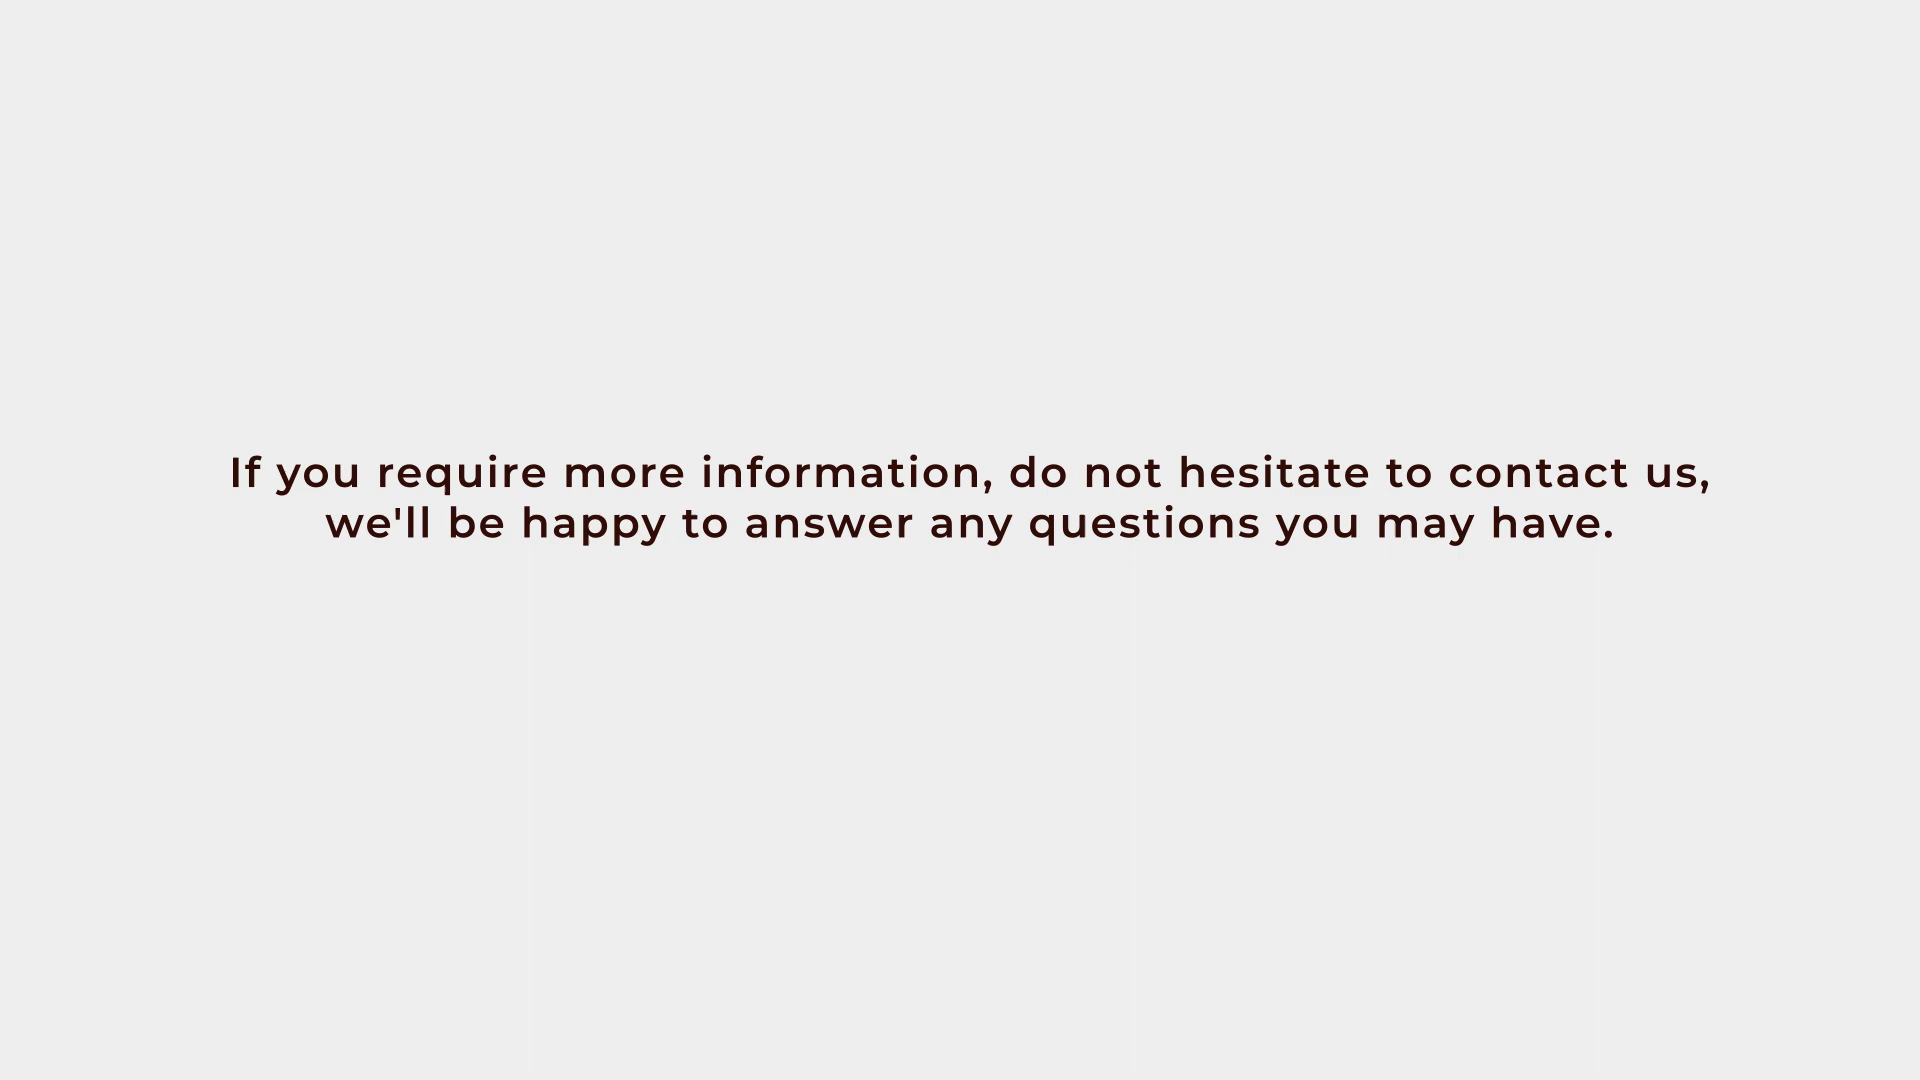 If you require more information, do not hesitate to contact us,
we'll be happy to answer any questions you may have.